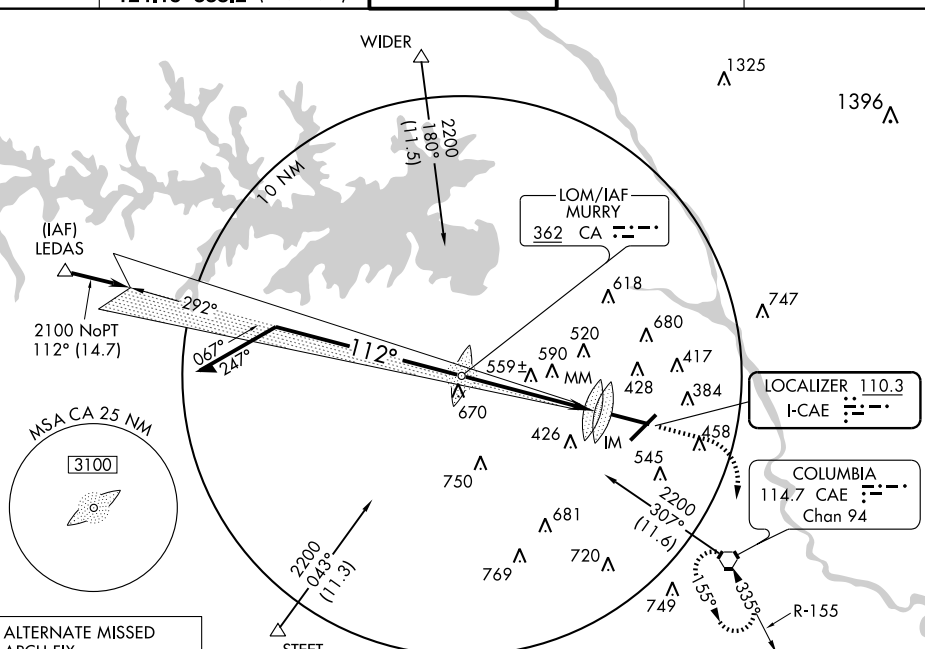 WIDER
1325
1396
2200
180°
(11.5)
10 NM
LOM/IAF
MURRY
362 CA
(IAF)
LEDAS
292°
2100 NoPT
112° (14.7)
067°
247°
112°
618
747
680
520
590
559±
MM
417
428
384
670
LOCALIZER 110.3
I-CAE
MSA CA 25 NM
3100
426
IM
458
545
750
COLUMBIA
114.7 CAE
Chan 94
2200
307°
(11.6)
681
769
720
749
2200
043°
(11.3)
155°
335°
R-155
ALTERNATE MISSED